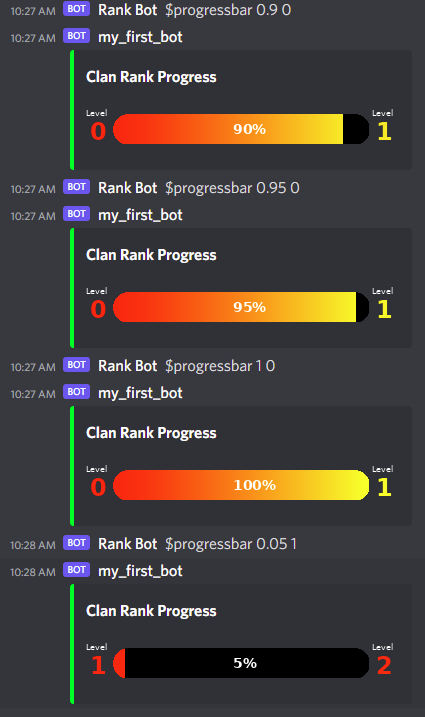 10:27 AM BOT Rank Bot $progressbar 0.9 0
10:27 AM BOT my_first_bot
Clan Rank Progress
Level Level
0 90% 1
10:27 AM BOT Rank Bot $progressbar 0.95 0
10:27 AM BOT my_first_bot
Clan Rank Progress
Level Level
0 95% 1
10:27 AM BOT Rank Bot $progressbar 1 0
10:27 AM BOT my_first_bot
Clan Rank Progress
Level Level
0 100% 1
10:28 AM BOT Rank Bot $progressbar 0.05 1
10:28 AM BOT my_first_bot
Clan Rank Progress
Level Level
1 5% 2